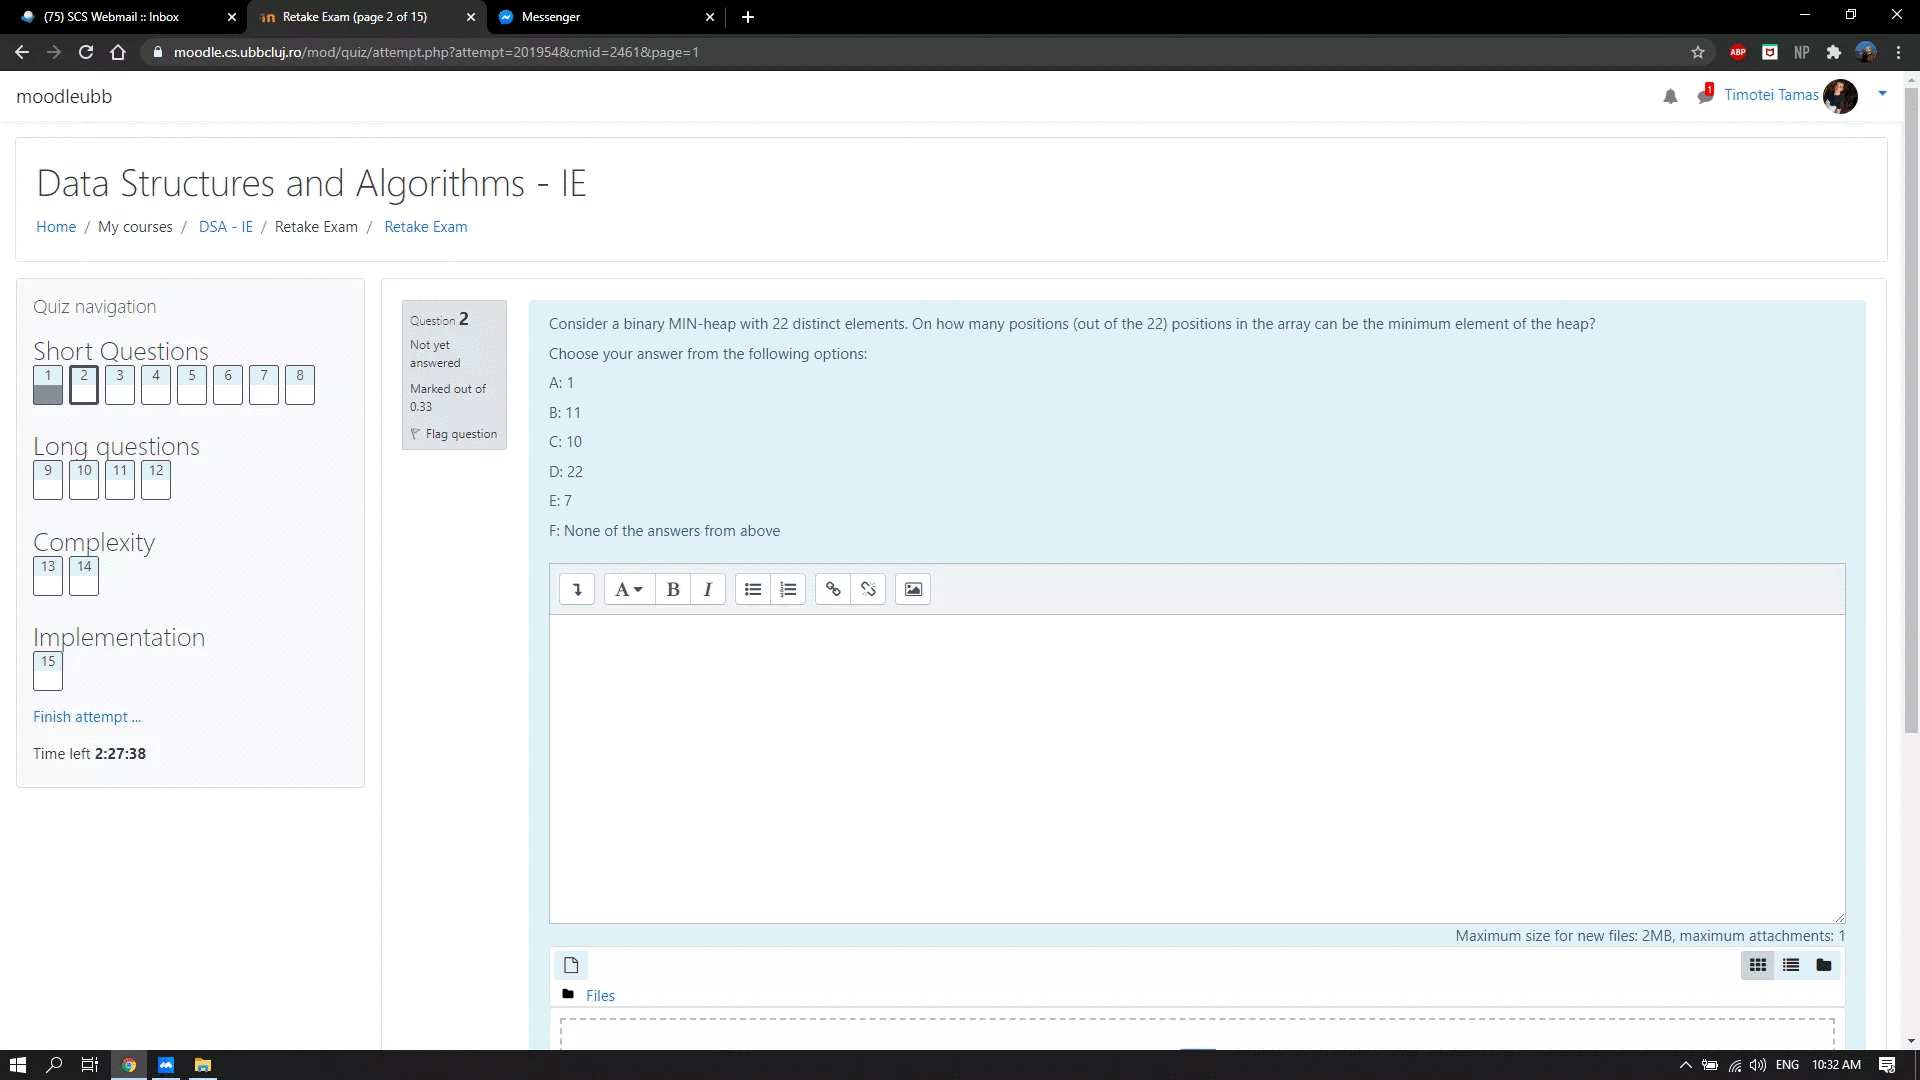 (75) SCS Webmail :: Inbox
Retake Exam (page 2 of 15)
Messenger
moodle.cs.ubbcluj.ro/mod/quiz/attempt.php?attempt=201954&cmid=2461&page=1
ABP
NP
moodleubb
1
Timotei Tamas
Data Structures and Algorithms - IE
Home / My courses / DSA - IE / Retake Exam / Retake Exam
Quiz navigation
Short Questions
1 2 3 4 5 6 7 8
Long questions
9 10 11 12
Complexity
13 14
Implementation
15
Finish attempt ...
Time left 2:27:38
Question 2
Not yet
answered
Marked out of
0.33
Flag question
Consider a binary MIN-heap with 22 distinct elements. On how many positions (out of the 22) positions in the array can be the minimum element of the heap?
Choose your answer from the following options:
A: 1
B: 11
C: 10
D: 22
E: 7
F: None of the answers from above
A B I
Maximum size for new files: 2MB, maximum attachments: 1
Files
ENG
10:32 AM